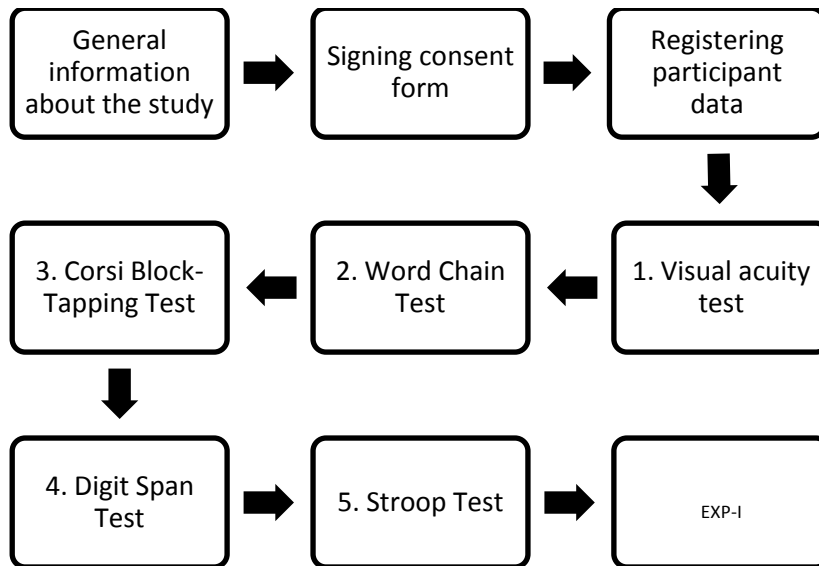 General
information
about the study
Signing consent
form
Registering
participant
data
1. Visual acuity
test
2. Word Chain
Test
3. Corsi Block-
Tapping Test
4. Digit Span
Test
5. Stroop Test
EXP-I